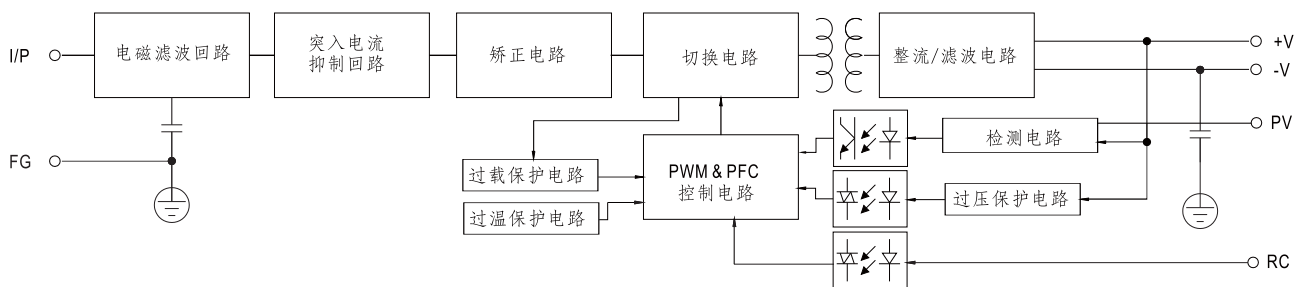 I/P
电磁滤波回路
突入电流
抑制回路
矫正电路
切换电路
整流/滤波电路
+V
-V
FG
过载保护电路
过温保护电路
PWM & PFC
控制电路
检测电路
PV
过压保护电路
RC